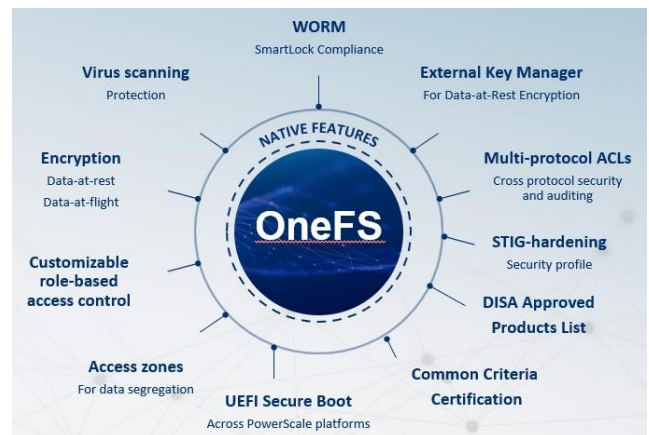 WORM
SmartLock Compliance
Virus scanning
Protection
External Key Manager
For Data-at-Rest Encryption
NATIVE FEATURES
Encryption
Data-at-rest
Data-at-flight
Multi-protocol ACLs
Cross protocol security
and auditing
OneFS
STIG-hardening
Security profile
Customizable
role-based
access control
DISA Approved
Products List
Access zones
For data segregation
Common Criteria
Certification
UEFI Secure Boot
Across PowerScale platforms